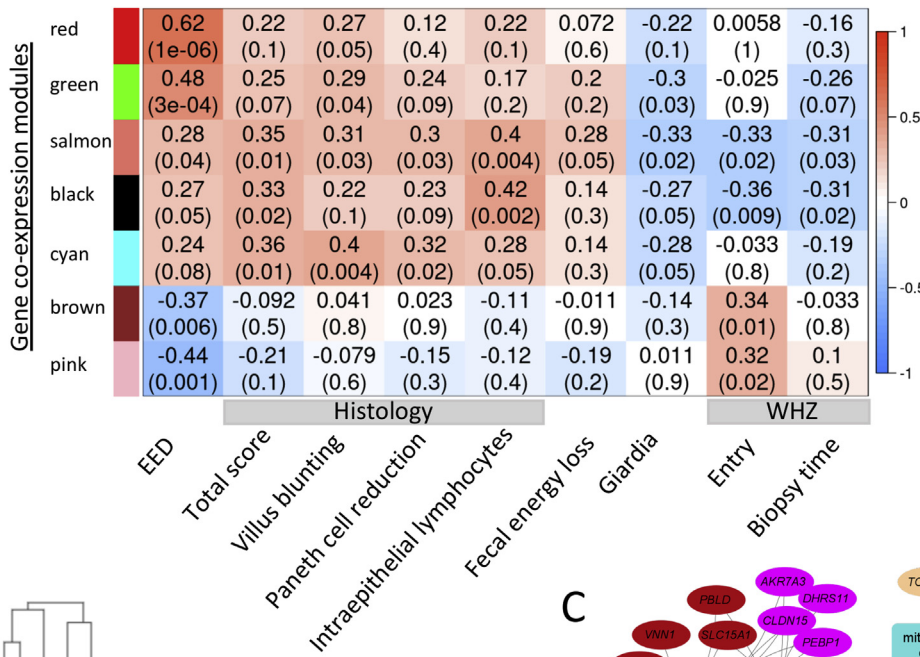 Gene co-expression modules
red 0.62 0.22 0.27 0.12 0.22 0.072 -0.22 0.0058 -0.16
(1e-06) (0.1) (0.05) (0.4) (0.1) (0.6) (0.1) (1) (0.3)
green 0.48 0.25 0.29 0.24 0.17 0.2 -0.3 -0.025 -0.26
(3e-04) (0.07) (0.04) (0.09) (0.2) (0.2) (0.03) (0.9) (0.07)
salmon 0.28 0.35 0.31 0.3 0.4 0.28 -0.33 -0.33 -0.31
(0.04) (0.01) (0.03) (0.03) (0.004) (0.05) (0.02) (0.02) (0.03)
black 0.27 0.33 0.22 0.23 0.42 0.14 -0.27 -0.36 -0.31
(0.05) (0.02) (0.1) (0.09) (0.002) (0.3) (0.05) (0.009) (0.02)
cyan 0.24 0.36 0.4 0.32 0.28 0.14 -0.28 -0.033 -0.19
(0.08) (0.01) (0.004) (0.02) (0.05) (0.3) (0.05) (0.8) (0.2)
brown -0.37 -0.092 0.041 0.023 -0.11 -0.011 -0.14 0.34 -0.033
(0.006) (0.5) (0.8) (0.9) (0.4) (0.9) (0.3) (0.01) (0.8)
pink -0.44 -0.21 -0.079 -0.15 -0.12 -0.19 0.011 0.32 0.1
(0.001) (0.1) (0.6) (0.3) (0.4) (0.2) (0.9) (0.02) (0.5)
1
0.5
0
-0.5
-1
Histology
WHZ
EED
Total score
Villus blunting
Paneth cell reduction
Intraepithelial lymphocytes
Fecal energy loss
Giardia
Entry
Biopsy time
C
AKR7A3
PBLD
DHRS11
CLDN15
VNN1
SLC15A1
PEBP1